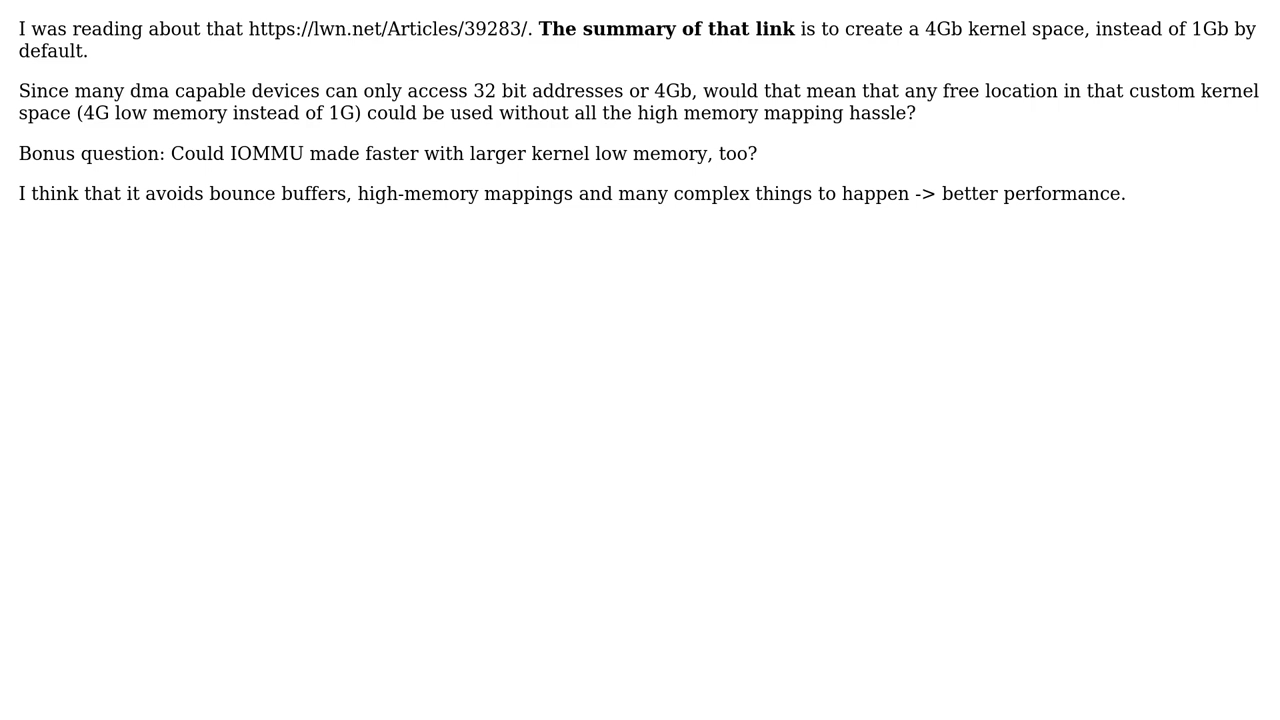 I was reading about that https://lwn.net/Articles/39283/. The summary of that link is to create a 4Gb kernel space, instead of 1Gb by
default.
Since many dma capable devices can only access 32 bit addresses or 4Gb, would that mean that any free location in that custom kernel
space (4G low memory instead of 1G) could be used without all the high memory mapping hassle?
Bonus question: Could IOMMU made faster with larger kernel low memory, too?
I think that it avoids bounce buffers, high-memory mappings and many complex things to happen -> better performance.